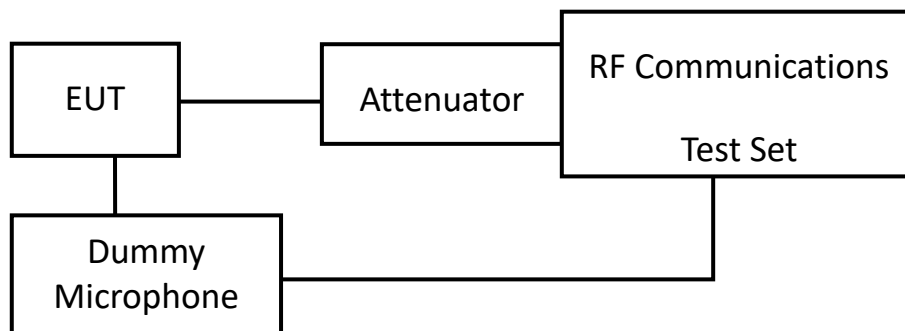 EUT
Attenuator
RF Communications
Test Set
Dummy
Microphone